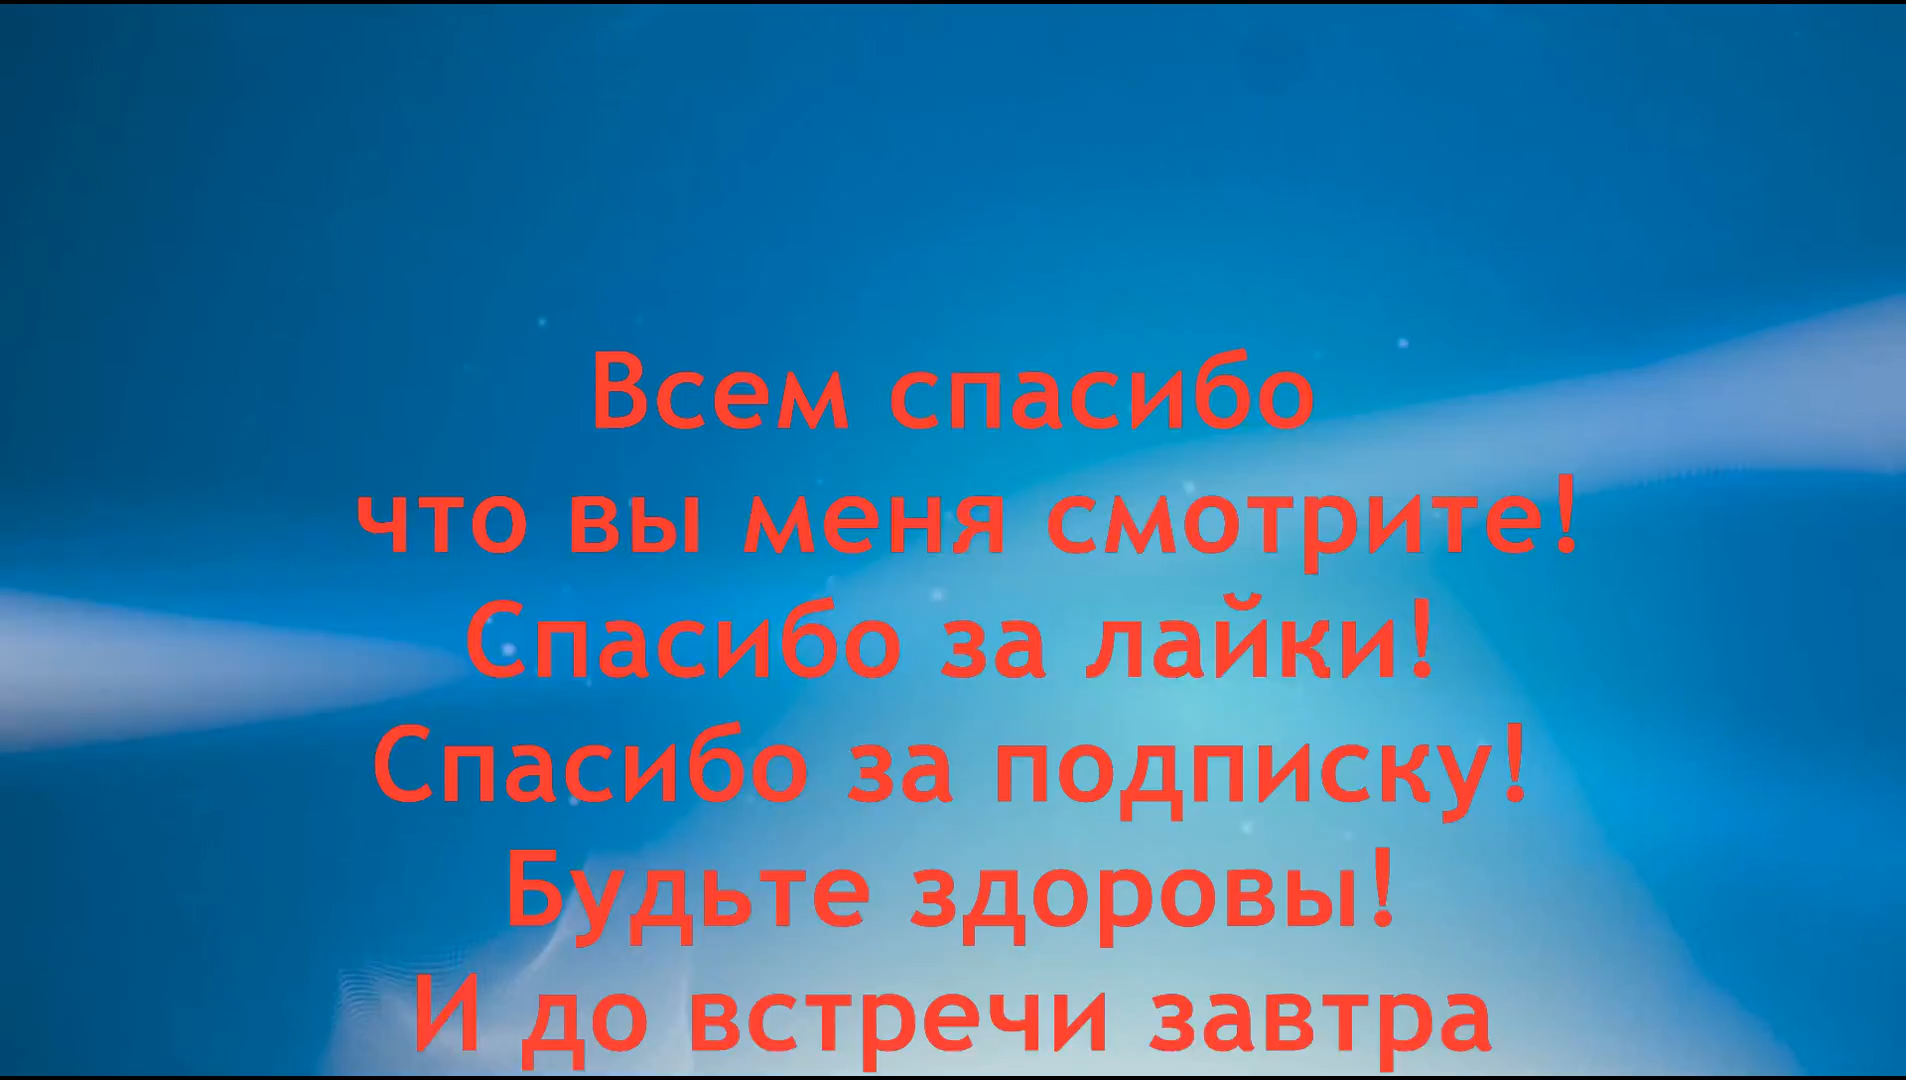 Всем спасибо
что вы меня смотрите!
Спасибо за лайки!
Спасибо за подписку!
Будьте здоровы!
И до встречи завтра